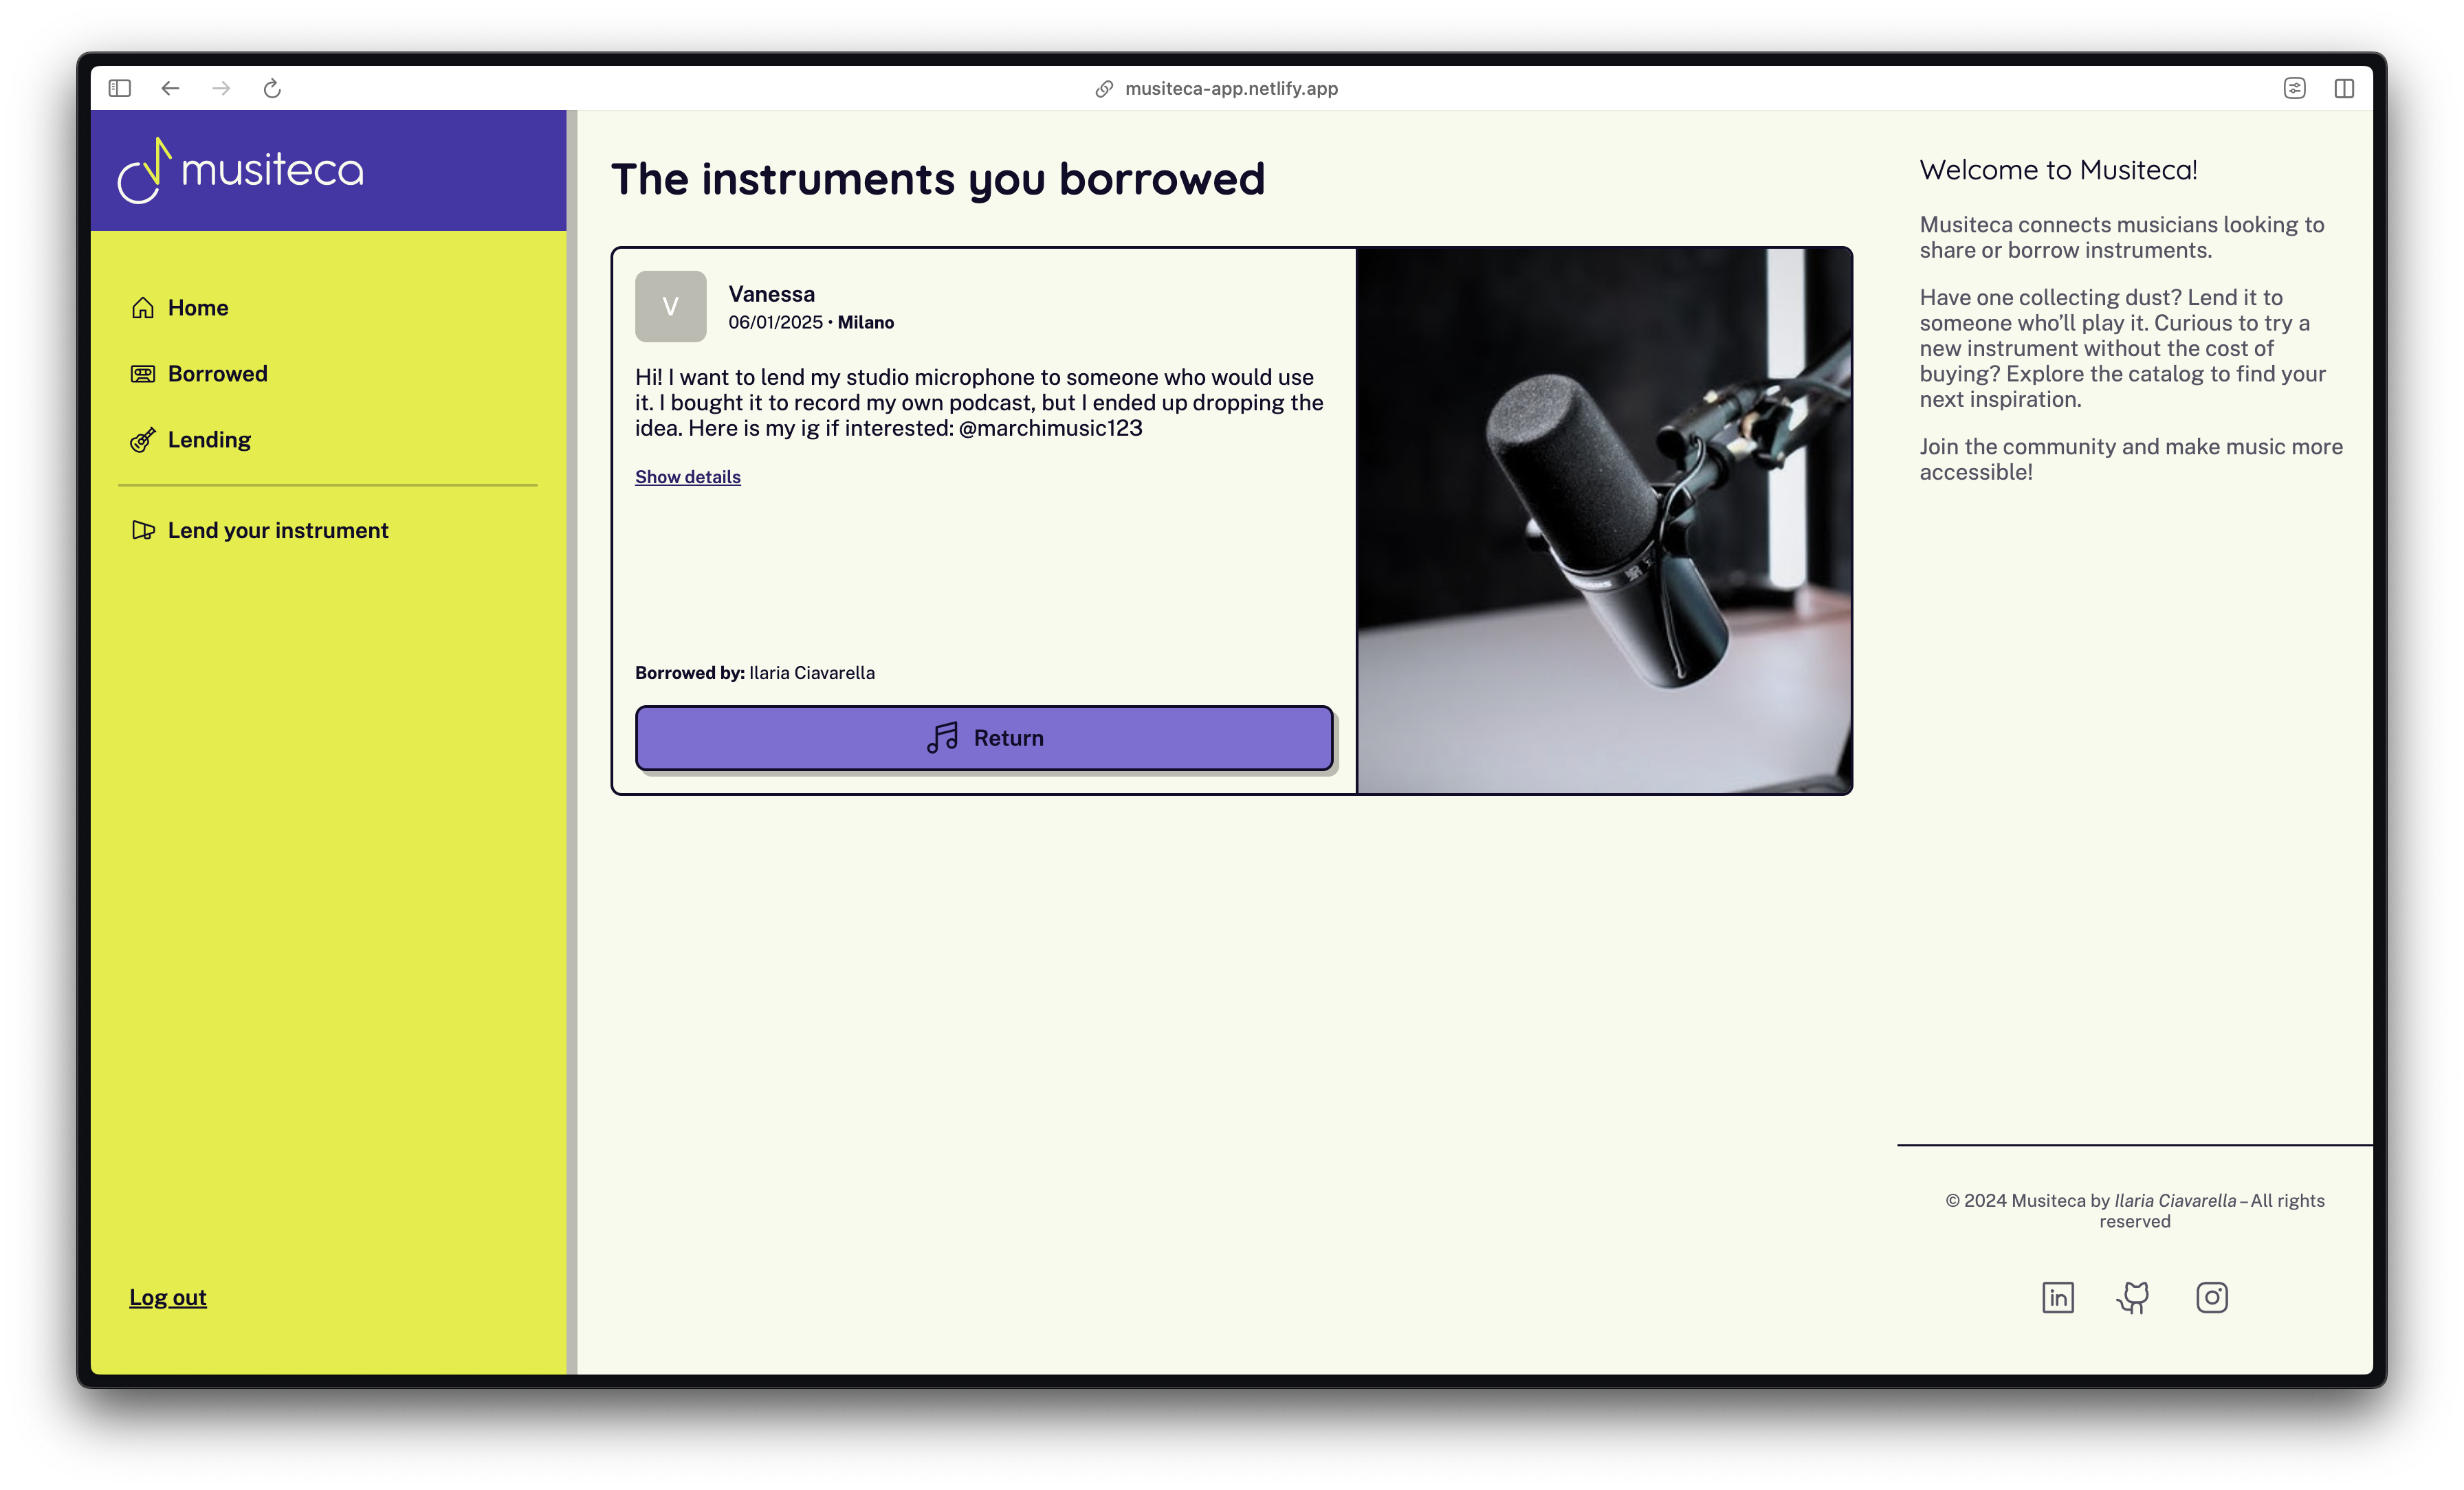 musiteca-app.netlify.app
musiteca
Home
Borrowed
Lending
Lend your instrument
Log out
The instruments you borrowed
V
Vanessa
06/01/2025 • Milano
Hi! I want to lend my studio microphone to someone who would use
it. I bought it to record my own podcast, but I ended up dropping the
idea. Here is my ig if interested: @marchimusic123
Show details
Borrowed by: Ilaria Ciavarella
Return
Welcome to Musiteca!
Musiteca connects musicians looking to
share or borrow instruments.
Have one collecting dust? Lend it to
someone who’ll play it. Curious to try a
new instrument without the cost of
buying? Explore the catalog to find your
next inspiration.
Join the community and make music more
accessible!
© 2024 Musiteca by Ilaria Ciavarella – All rights
reserved
in